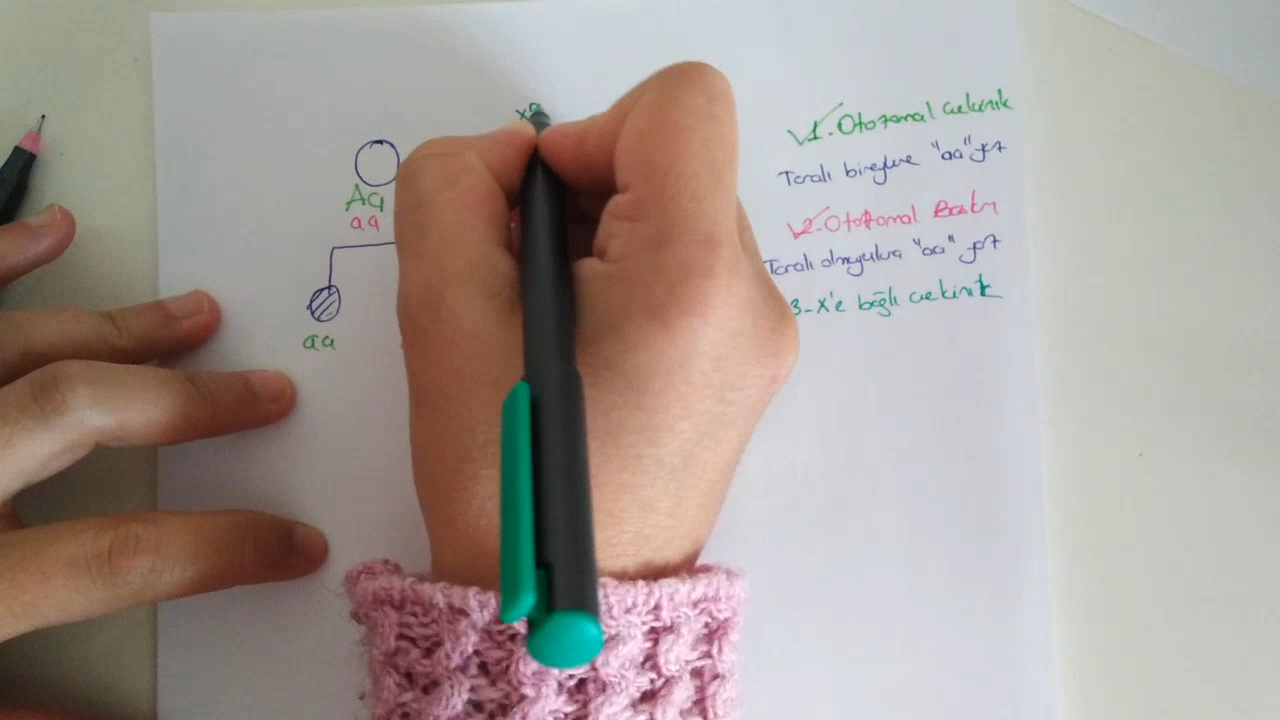 1-Otozomal Çekinik
Taralı bireylere "aa" yaz
2-Otozomal Baskın
Taralı olmayanlara "aa" yaz
3-X'e bağlı çekinik
Aa
aa
aa